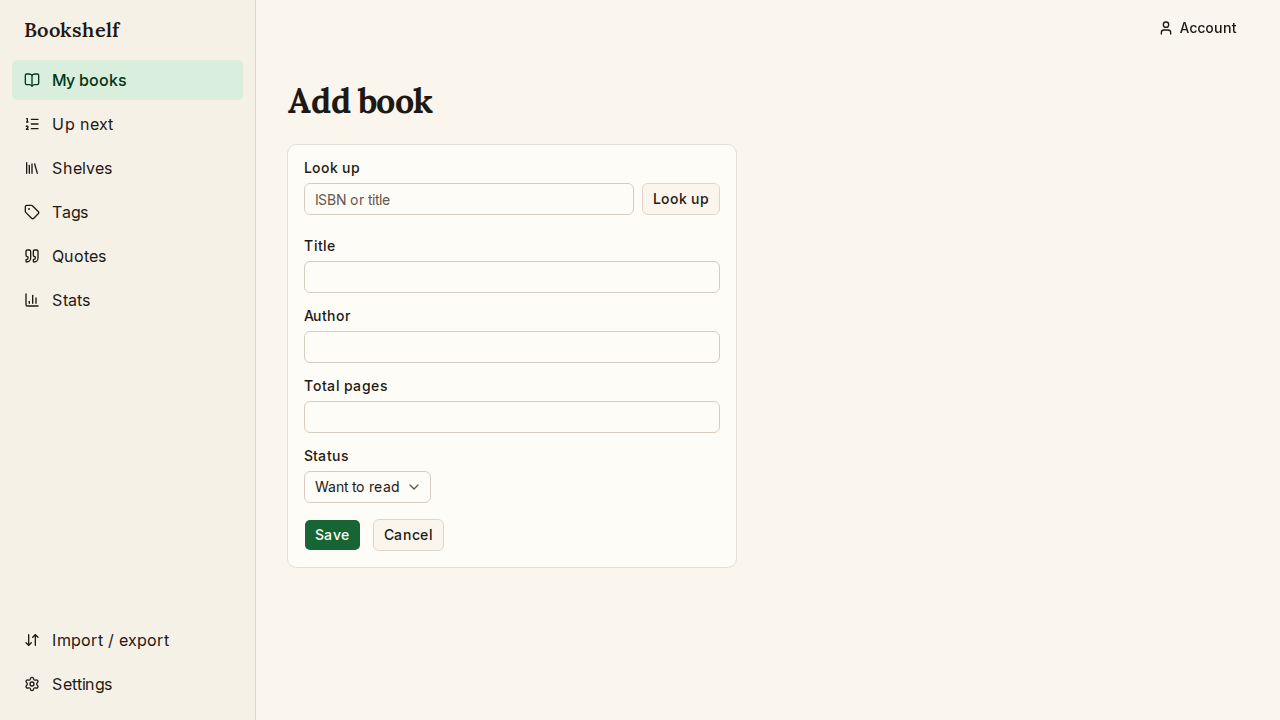 Bookshelf
My books
Up next
Shelves
Tags
Quotes
Stats
Import / export
Settings
Account
Add book
Look up
ISBN or title
Look up
Title
Author
Total pages
Status
Want to read
Save
Cancel